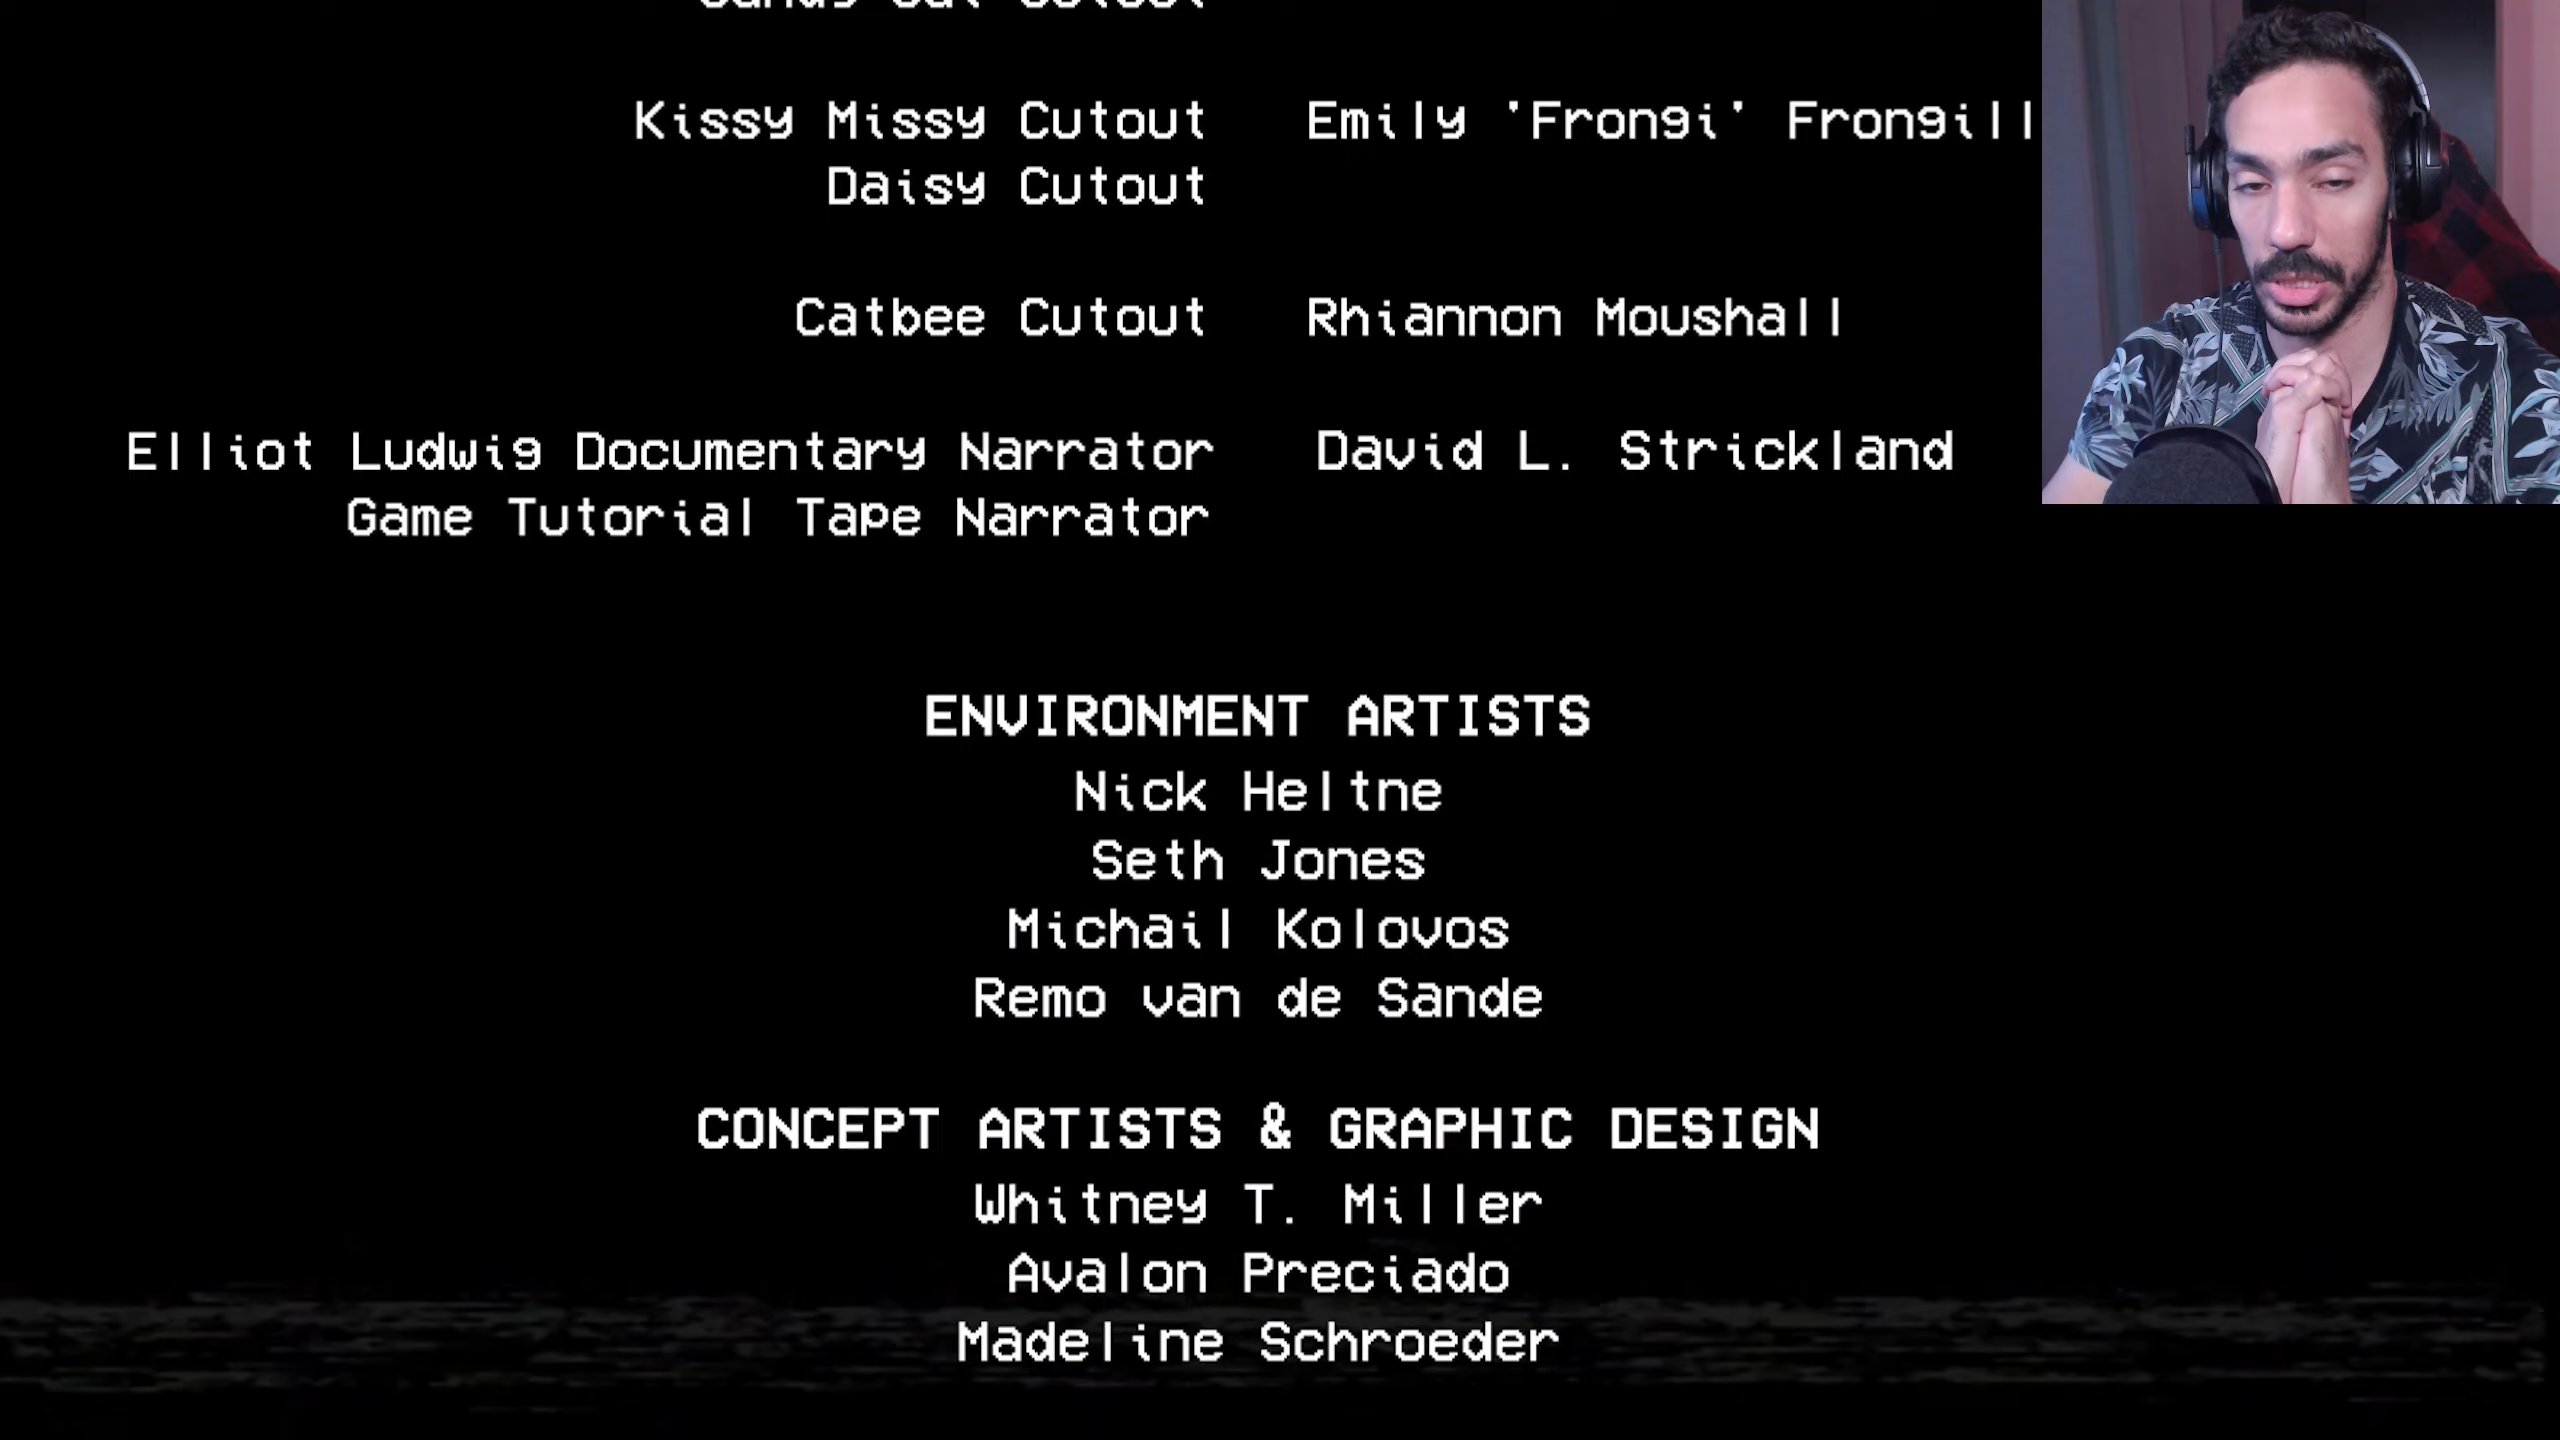 Kissy Missy Cutout Emily 'Frongi' Frongill
Daisy Cutout
Catbee Cutout Rhiannon Moushall
Elliot Ludwig Documentary Narrator David L. Strickland
Game Tutorial Tape Narrator
ENVIRONMENT ARTISTS
Nick Heltne
Seth Jones
Michail Kolovos
Remo van de Sande
CONCEPT ARTISTS & GRAPHIC DESIGN
Whitney T. Miller
Avalon Preciado
Madeline Schroeder